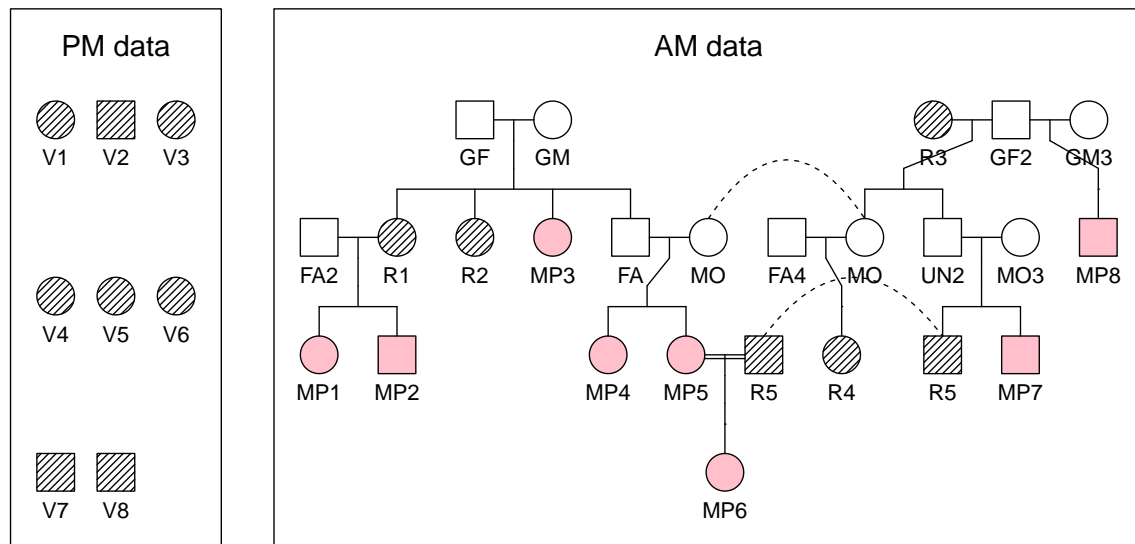 PM data
V1 V2 V3
V4 V5 V6
V7 V8
AM data
GF GM R3 GF2 GM3
FA2 R1 R2 MP3 FA MO FA4 MO UN2 MO3 MP8
MP1 MP2 MP4 MP5 R5 R4 R5 MP7
MP6